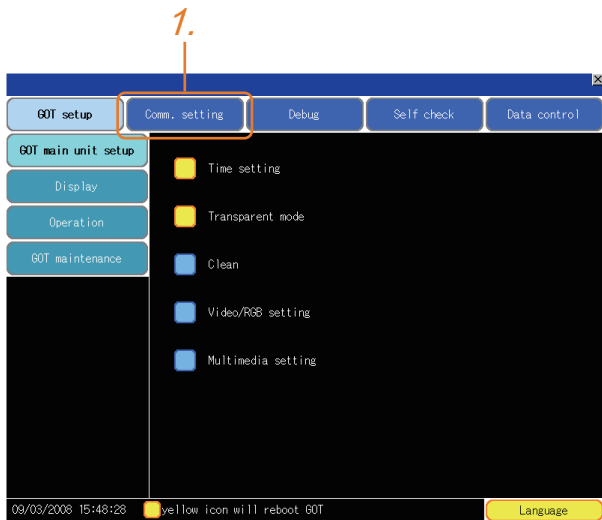 1.
×
GOT setup Comm. setting Debug Self check Data control
GOT main unit setup
Display
Operation
GOT maintenance
Time setting
Transparent mode
Clean
Video/RGB setting
Multimedia setting
09/03/2008 15:48:28 yellow icon will reboot GOT Language